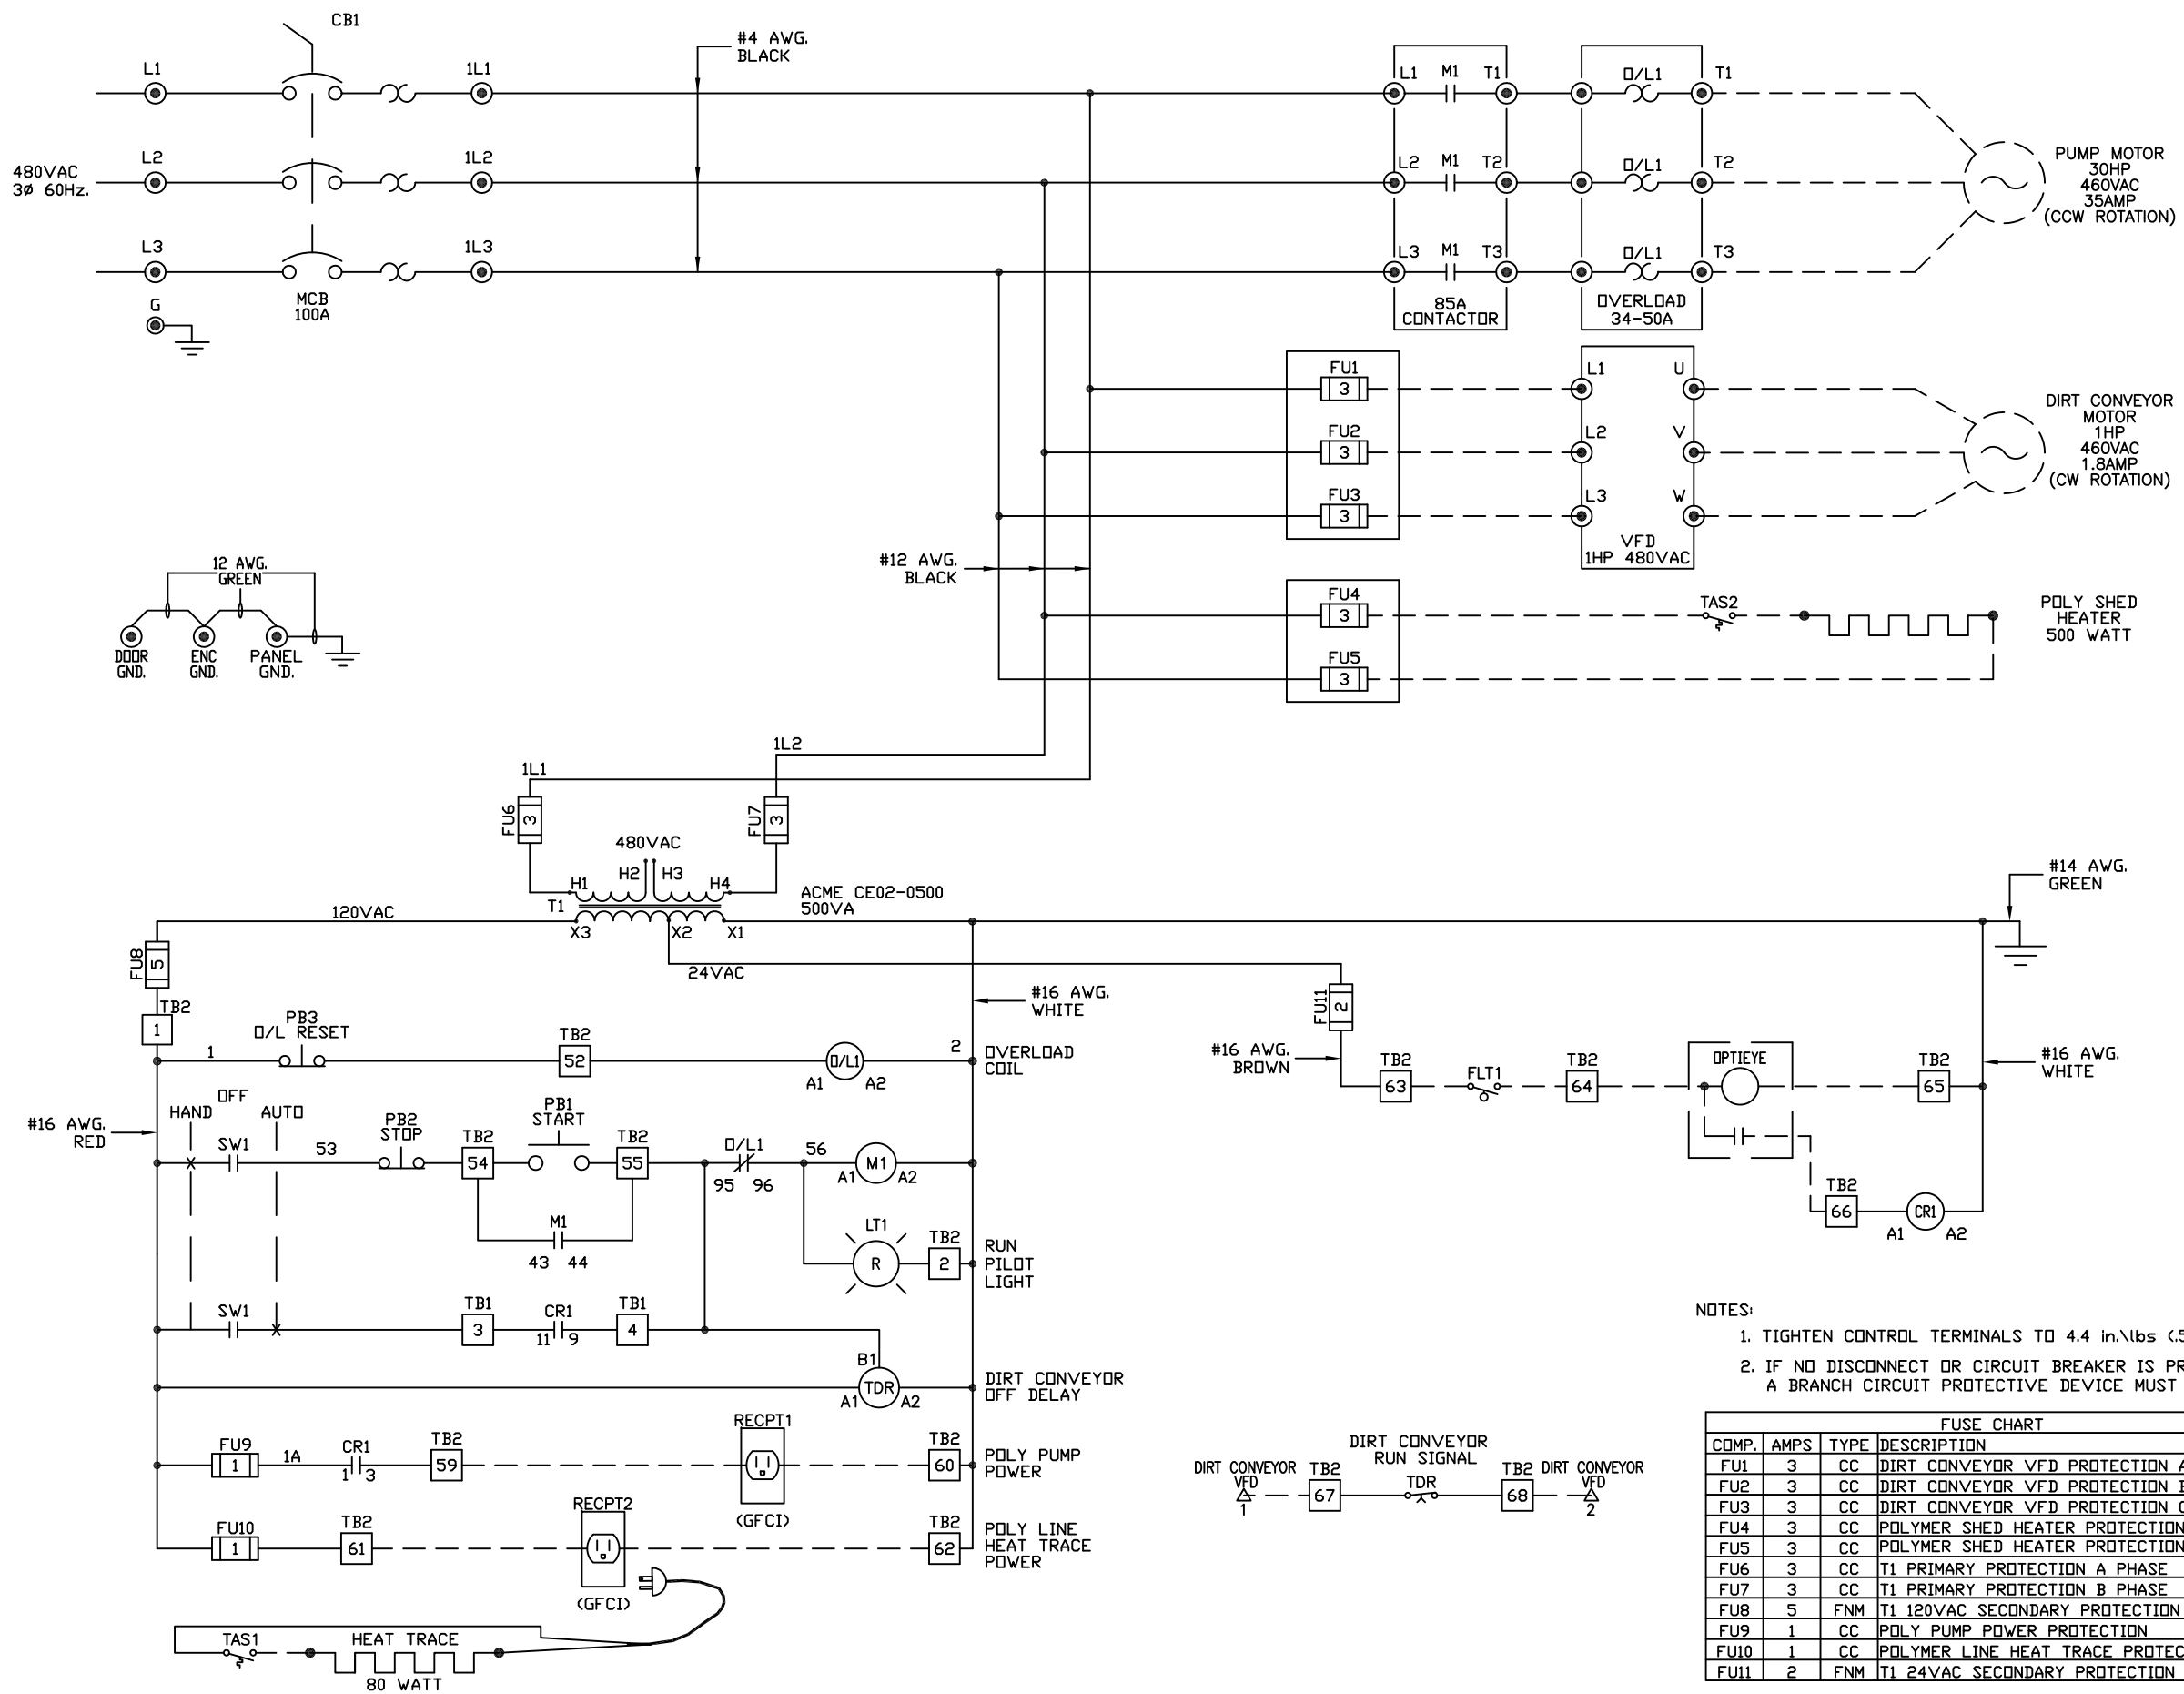 CB1
#4 AWG.
BLACK
L1
1L1
L1
M1
T1
O/L1
T1
480VAC
3Ø 60Hz.
L2
1L2
L2
M1
T2
O/L1
T2
PUMP MOTOR
30HP
460VAC
35AMP
(CCW ROTATION)
L3
1L3
L3
M1
T3
O/L1
T3
G
MCB
100A
85A
CONTACTOR
OVERLOAD
34-50A
FU1
3
L1
U
FU2
3
L2
V
FU3
3
L3
W
VFD
1HP 480VAC
DIRT CONVEYOR
MOTOR
1HP
460VAC
1.8AMP
(CW ROTATION)
#12 AWG.
BLACK
12 AWG.
GREEN
DOOR
GND.
ENC
GND.
PANEL
GND.
FU4
3
TAS2
POLY SHED
HEATER
500 WATT
FU5
3
1L2
1L1
FU6
3
FU7
3
480VAC
H1
H2
H3
H4
T1
ACME CE02-0500
500VA
120VAC
X3
X2
X1
24VAC
#14 AWG.
GREEN
FU8
5
TB2
1
#16 AWG.
WHITE
FU11
2
1
PB3
O/L RESET
TB2
52
O/L1
A1
A2
2
OVERLOAD
COIL
#16 AWG.
BROWN
TB2
63
FLT1
TB2
64
OPTIEYE
TB2
65
#16 AWG.
WHITE
#16 AWG.
RED
HAND
OFF
AUTO
SW1
53
PB2
STOP
TB2
54
PB1
START
TB2
55
O/L1
95
96
56
M1
A1
A2
M1
43
44
LT1
R
TB2
2
RUN
PILOT
LIGHT
TB2
66
CR1
A1
A2
SW1
TB1
3
CR1
11
9
TB1
4
B1
TDR
A1
A2
DIRT CONVEYOR
OFF DELAY
FU9
1
1A
CR1
1
3
TB2
59
RECPT1
(GFCI)
TB2
60
POLY PUMP
POWER
FU10
1
TB2
61
RECPT2
(GFCI)
TB2
62
POLY LINE
HEAT TRACE
POWER
TAS1
HEAT TRACE
80 WATT
DIRT CONVEYOR
RUN SIGNAL
DIRT CONVEYOR
VFD
1
TB2
67
TDR
TB2
68
DIRT CONVEYOR
VFD
2
NOTES:
1. TIGHTEN CONTROL TERMINALS TO 4.4 in.\lbs
2. IF NO DISCONNECT OR CIRCUIT BREAKER IS
A BRANCH CIRCUIT PROTECTIVE DEVICE MUST
FUSE CHART
COMP. AMPS TYPE DESCRIPTION
FU1 3 CC DIRT CONVEYOR VFD PROTECTION
FU2 3 CC DIRT CONVEYOR VFD PROTECTION
FU3 3 CC DIRT CONVEYOR VFD PROTECTION
FU4 3 CC POLYMER SHED HEATER PROTECTION
FU5 3 CC POLYMER SHED HEATER PROTECTION
FU6 3 CC T1 PRIMARY PROTECTION A PHASE
FU7 3 CC T1 PRIMARY PROTECTION B PHASE
FU8 5 FNM T1 120VAC SECONDARY PROTECTION
FU9 1 CC POLY PUMP POWER PROTECTION
FU10 1 CC POLYMER LINE HEAT TRACE
FU11 2 FNM T1 24VAC SECONDARY PROTECTION